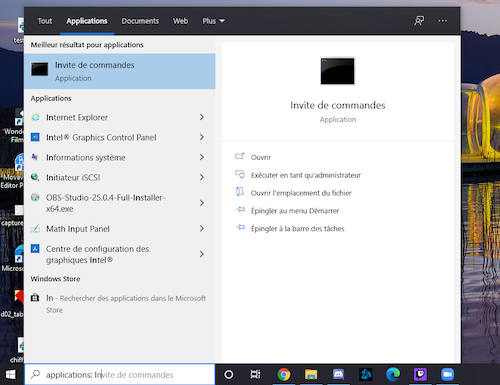 Tout Applications Documents Web Plus
Meilleur résultat pour applications
Invite de commandes
Application
Applications
Internet Explorer
Intel® Graphics Control Panel
Informations système
Initiateur iSCSI
OBS-Studio-25.0.4-Full-Installer-
x64.exe
Math Input Panel
Centre de configuration des
graphiques Intel®
Windows Store
In - Rechercher des applications dans le Microsoft
Store
Invite de commandes
Application
Ouvrir
Exécuter en tant qu'administrateur
Ouvrir l'emplacement du fichier
Épingler au menu Démarrer
Épingler à la barre des tâches
test
Wonde
Film
Movav
Editor P
capture
Microso
d02_tab
chiff
applications: Invite de commandes